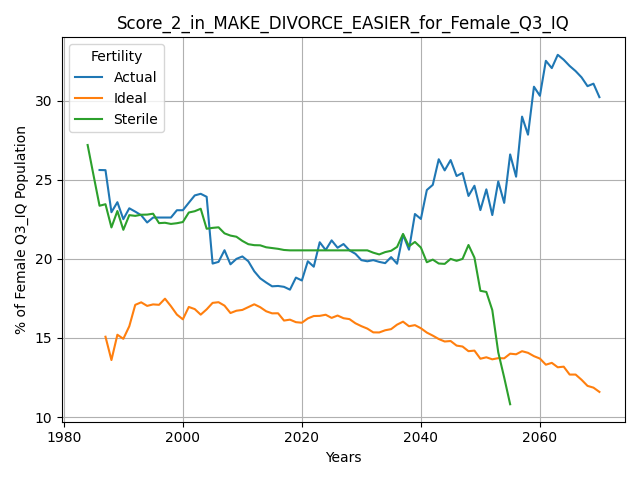 Score_2_in_MAKE_DIVORCE_EASIER_for_Female_Q3_IQ
Fertility
Actual
Ideal
Sterile
% of Female Q3_IQ Population
30
25
20
15
10
1980
2000
2020
2040
2060
Years